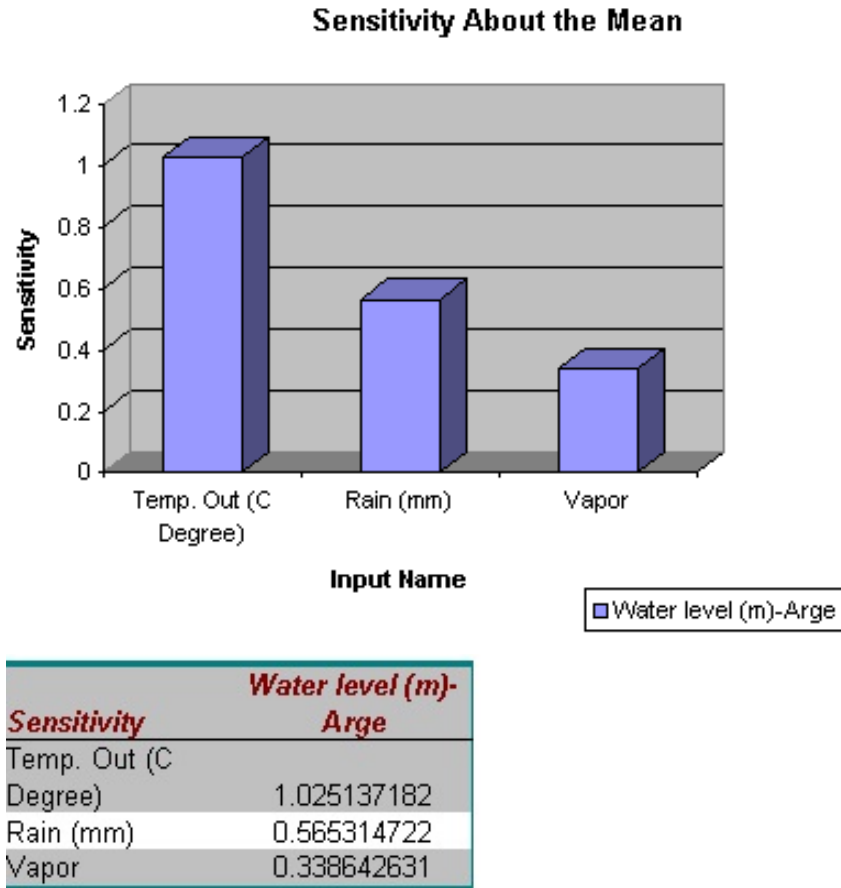 Sensitivity About the Mean
1.2
1
0.8
0.6
0.4
0.2
0
Sensitivity
Temp. Out (C
Degree)
Rain (mm)
Vapor
Input Name
Water level (m)-Arge
Sensitivity
Water level (m)-
Arge
Temp. Out (C
Degree) 1.025137182
Rain (mm) 0.565314722
Vapor 0.338642631